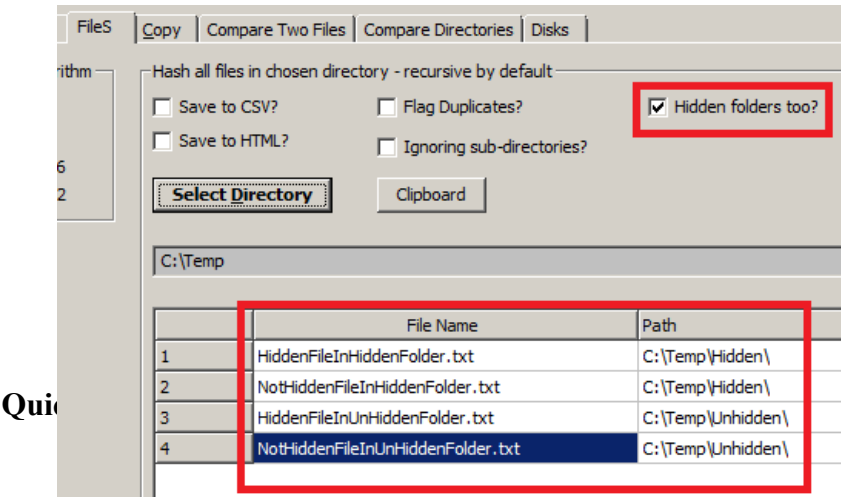 FileS Copy Compare Two Files Compare Directories Disks
rithm Hash all files in chosen directory - recursive by default
Save to CSV? Flag Duplicates? Hidden folders too?
Save to HTML? Ignoring sub-directories?
6
2 Select Directory Clipboard
C:\Temp
File Name Path
1 HiddenFileInHiddenFolder.txt C:\Temp\Hidden\
2 NotHiddenFileInHiddenFolder.txt C:\Temp\Hidden\
Qui
3 HiddenFileInUnHiddenFolder.txt C:\Temp\Unhidden\
4 NotHiddenFileInUnHiddenFolder.txt C:\Temp\Unhidden\